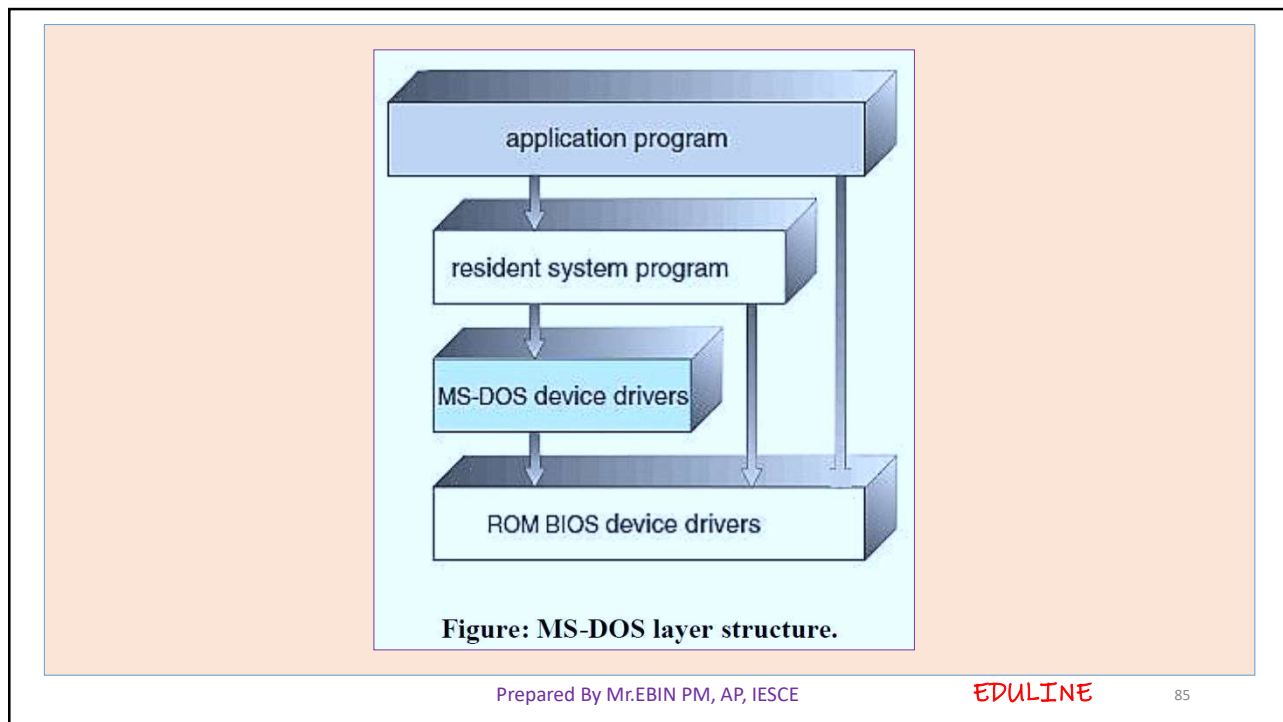 application program
resident system program
MS-DOS device drivers
ROM BIOS device drivers
Figure: MS-DOS layer structure.
Prepared By Mr.EBIN PM, AP, IESCE EDULINE 85